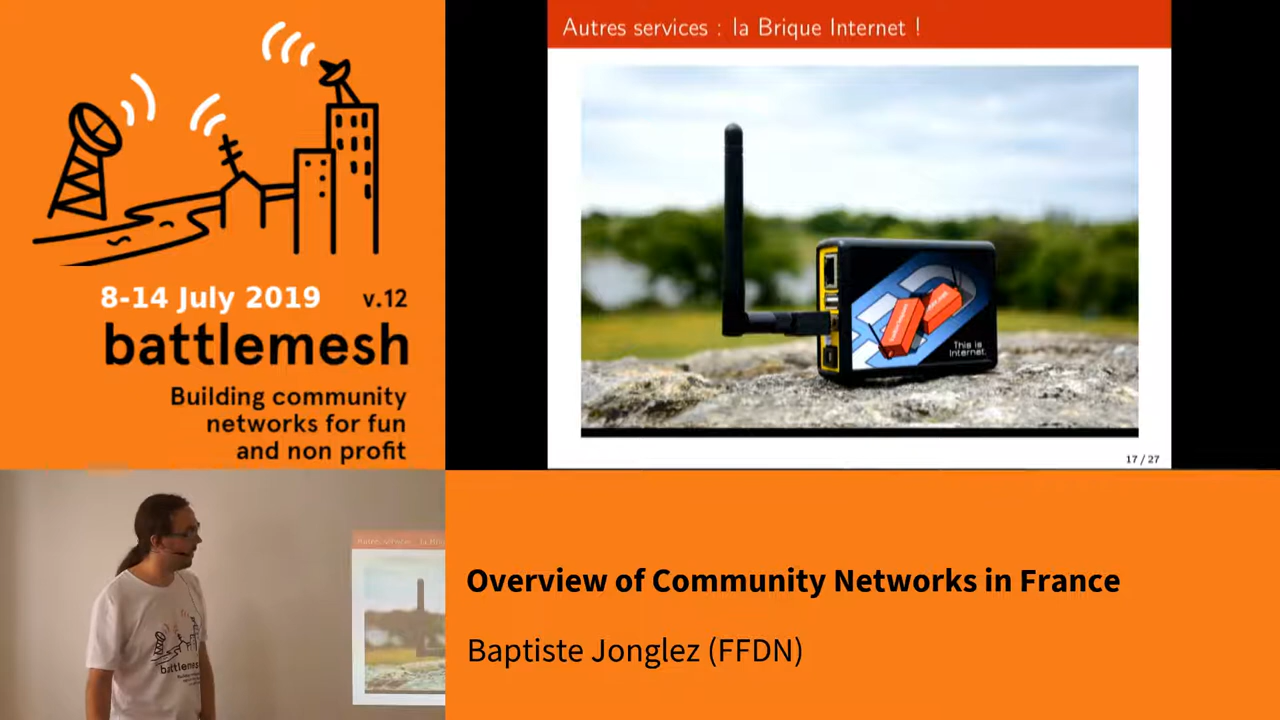 8-14 July 2019 v.12
battlemesh
Building community
networks for fun
and non profit
Autres services : la Brique Internet !
This is
Internet.
17 / 27
Overview of Community Networks in France
Baptiste Jonglez (FFDN)